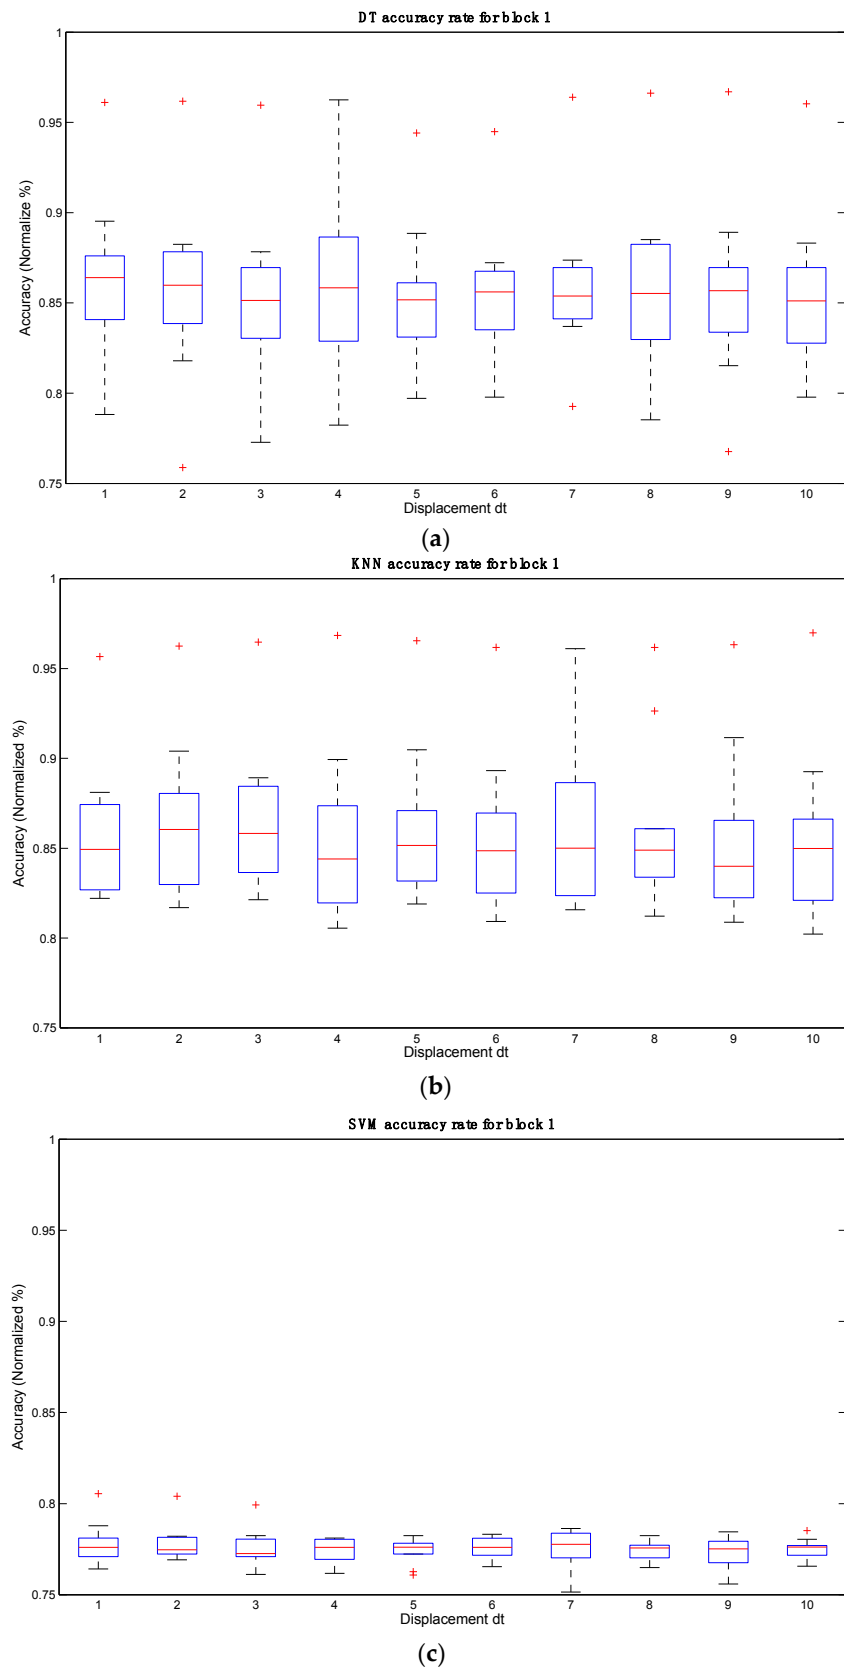 DT accuracy rate for block 1
1
0.95
0.9
0.85
0.8
0.75
Accuracy (Normalize %)
1 2 3 4 5 6 7 8 9 10
Displacement dt
(a)
KNN accuracy rate for block 1
1
0.95
0.9
0.85
0.8
0.75
Accuracy (Normalized %)
1 2 3 4 5 6 7 8 9 10
Displacement dt
(b)
SVM accuracy rate for block 1
1
0.95
0.9
0.85
0.8
0.75
Accuracy (Normalized %)
1 2 3 4 5 6 7 8 9 10
Displacement dt
(c)